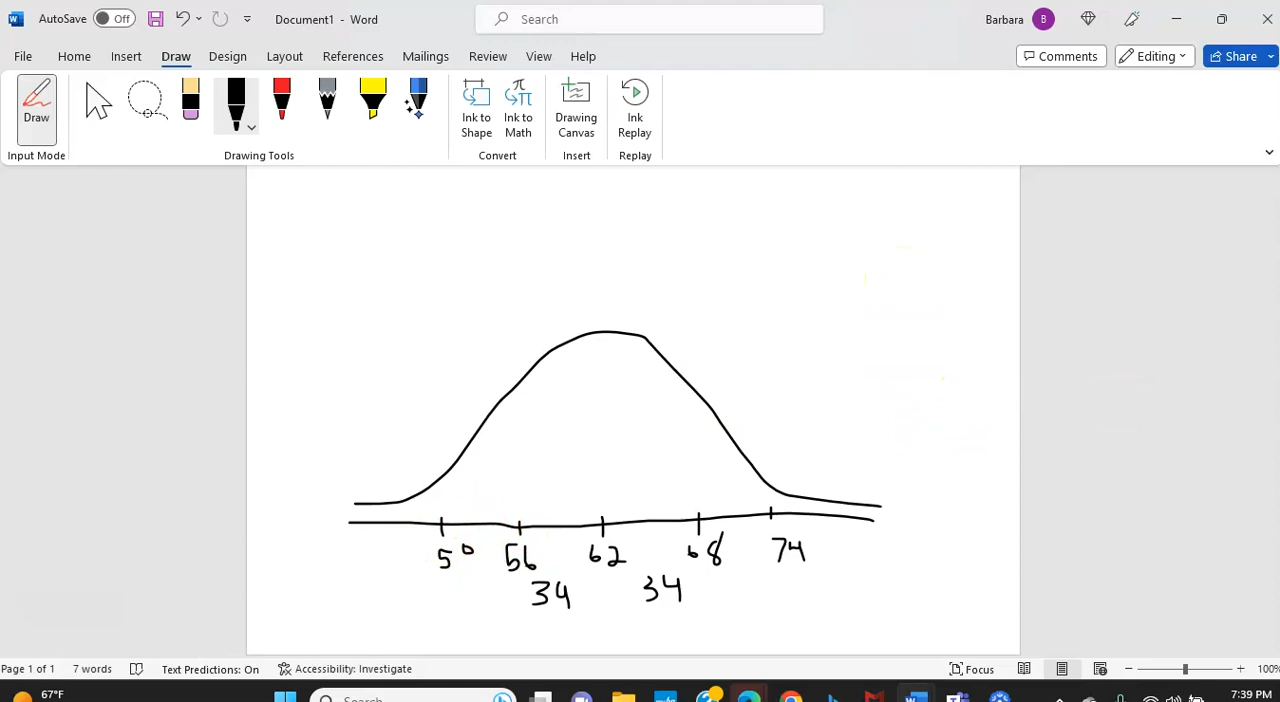 AutoSave Off Document1 - Word Search Barbara B
File Home Insert Draw Design Layout References Mailings Review View Help Comments Editing Share
Draw
Input Mode
Drawing Tools
Ink to Shape
Ink to Math
Convert
Drawing Canvas
Insert
Ink Replay
Replay
50 56 62 68 74
34 34
Page 1 of 1 7 words Text Predictions: On Accessibility: Investigate Focus 100%
67°F Search 7:39 PM